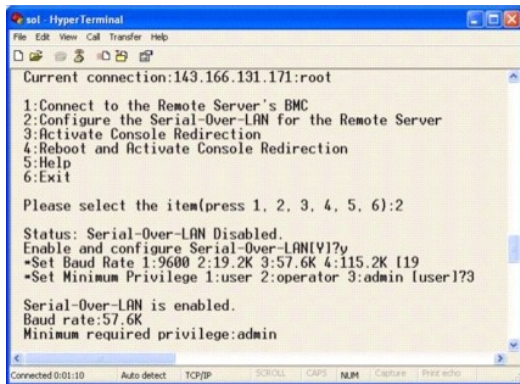 sol - HyperTerminal
File Edit View Call Transfer Help
Current connection:143.166.131.171:root
1:Connect to the Remote Server's BMC
2:Configure the Serial-Over-LAN for the Remote Server
3:Activate Console Redirection
4:Reboot and Activate Console Redirection
5:Help
6:Exit
Please select the item(press 1, 2, 3, 4, 5, 6):2
Status: Serial-Over-LAN Disabled.
Enable and configure Serial-Over-LAN[Y]?y
*Set Baud Rate 1:9600 2:19.2K 3:57.6K 4:115.2K [19
*Set Minimum Privilege 1:user 2:operator 3:admin [user]?3
Serial-Over-LAN is enabled.
Baud rate:57.6K
Minimum required privilege:admin
Connected 0:01:10 Auto detect TCP/IP SCROLL CAPS NUM Capture Print echo